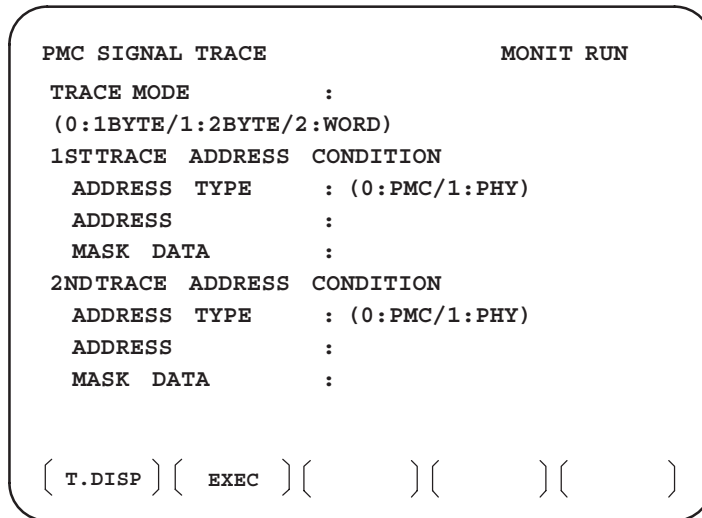 PMC SIGNAL TRACE MONIT RUN
TRACE MODE :
(0:1BYTE/1:2BYTE/2:WORD)
1STTRACE ADDRESS CONDITION
ADDRESS TYPE : (0:PMC/1:PHY)
ADDRESS :
MASK DATA :
2NDTRACE ADDRESS CONDITION
ADDRESS TYPE : (0:PMC/1:PHY)
ADDRESS :
MASK DATA :
[ T.DISP ] [ EXEC ] [ ] [ ] [ ]